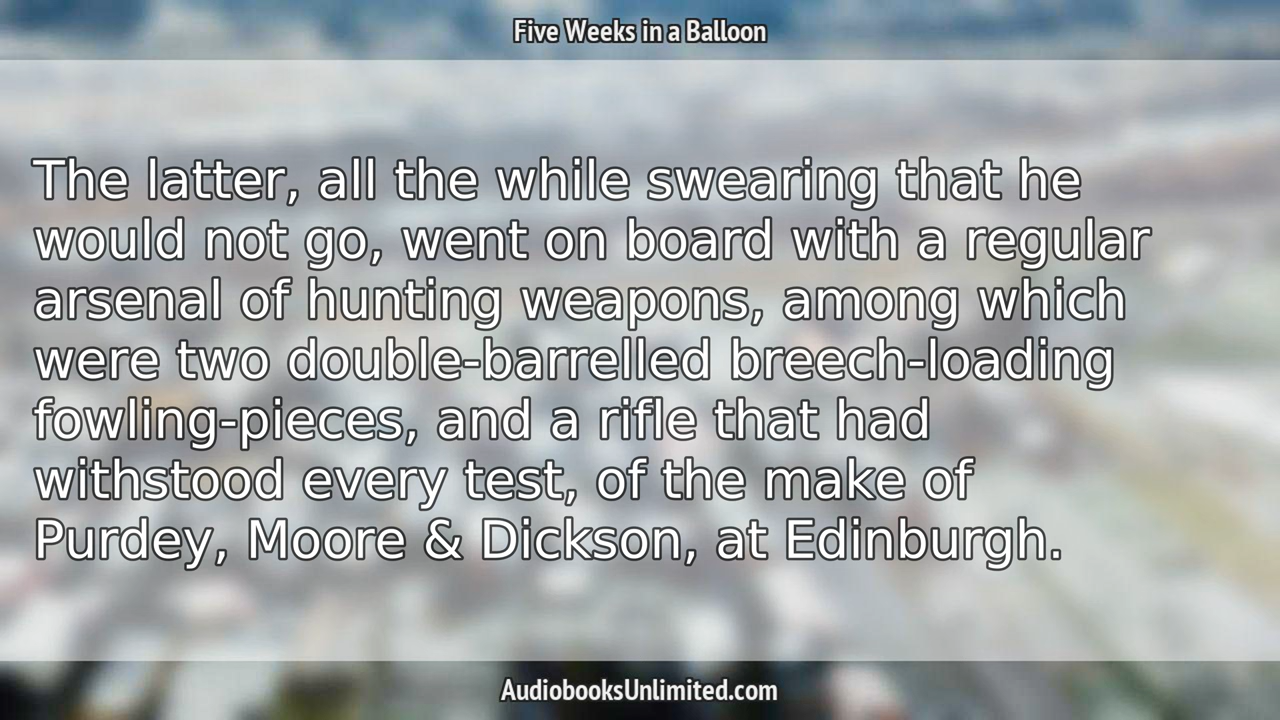 Five Weeks in a Balloon
The latter, all the while swearing that he
would not go, went on board with a regular
arsenal of hunting weapons, among which
were two double-barrelled breech-loading
fowling-pieces, and a rifle that had
withstood every test, of the make of
Purdey, Moore & Dickson, at Edinburgh.
AudiobooksUnlimited.com